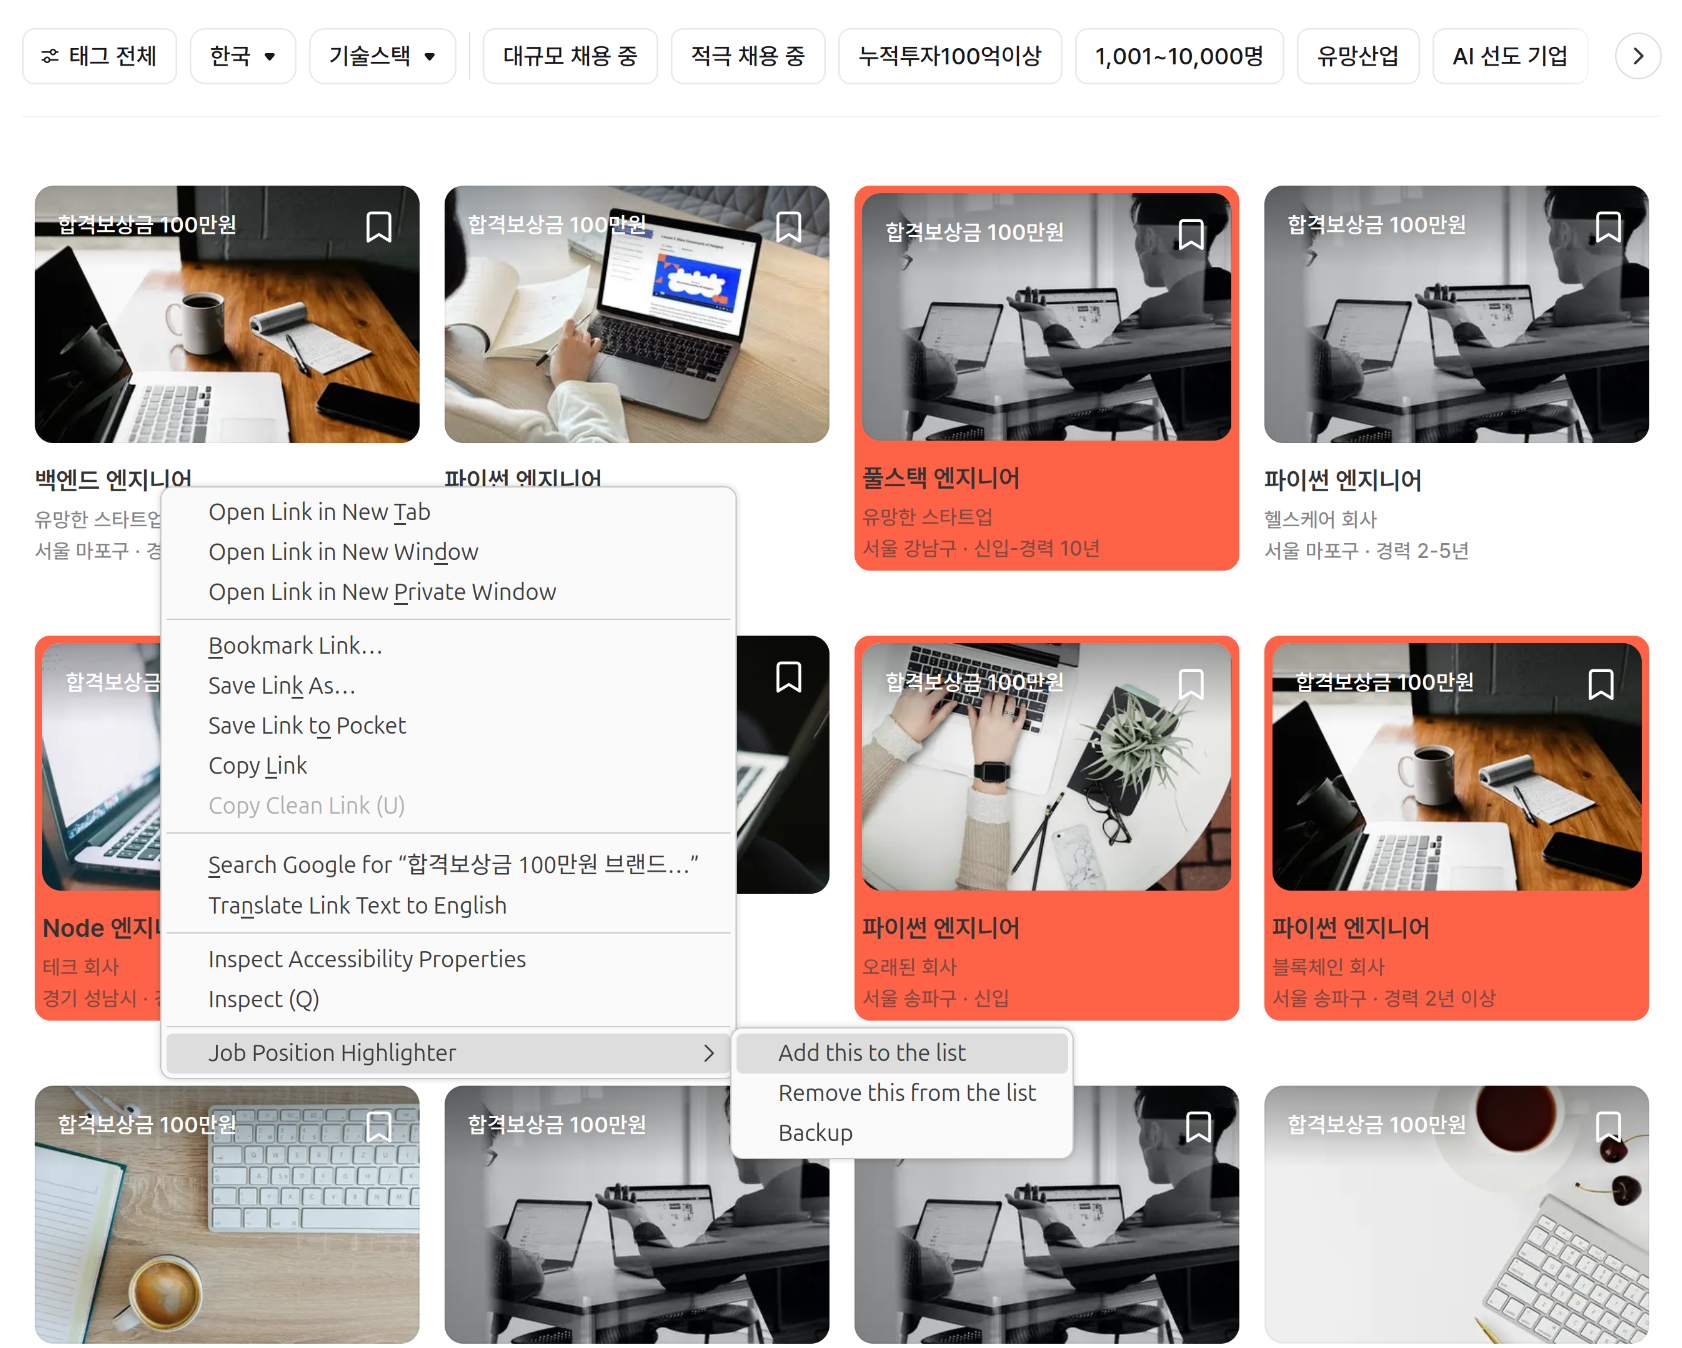 태그 전체
한국
기술스택
대규모 채용 중
적극 채용 중
누적투자100억이상
1,001~10,000명
유망산업
AI 선도 기업
합격보상금 100만원
합격보상금 100만원
합격보상금 100만원
합격보상금 100만원
백엔드 엔지니어
유망한 스타트업
서울 마포구 · 경
파이썬 엔지니어
풀스택 엔지니어
유망한 스타트업
서울 강남구 · 신입-경력 10년
파이썬 엔지니어
헬스케어 회사
서울 마포구 · 경력 2-5년
Open Link in New Tab
Open Link in New Window
Open Link in New Private Window
Bookmark Link…
Save Link As…
Save Link to Pocket
Copy Link
Copy Clean Link (U)
Search Google for “합격보상금 100만원 브랜드…”
Translate Link Text to English
Inspect Accessibility Properties
Inspect (Q)
Job Position Highlighter
Add this to the list
Remove this from the list
Backup
합격보상금
합격보상금 100만원
합격보상금 100만원
Node 엔지
테크 회사
경기 성남시 ·
파이썬 엔지니어
오래된 회사
서울 송파구 · 신입
파이썬 엔지니어
블록체인 회사
서울 송파구 · 경력 2년 이상
합격보상금 100만원
합격보상금 100만원
합격보상금 100만원